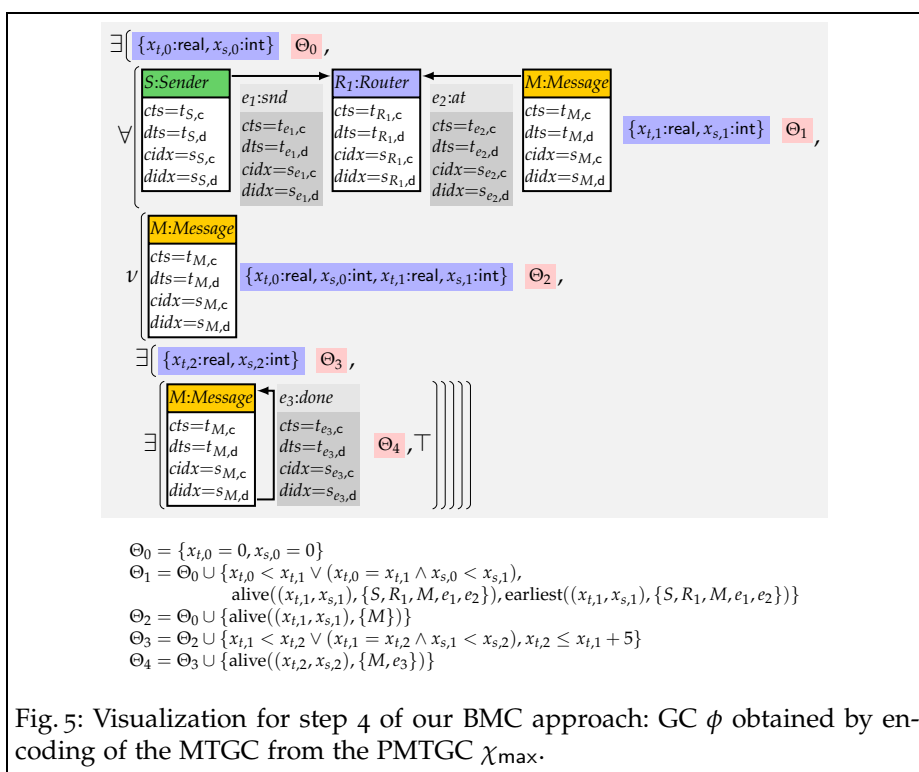 ∃( {x_{t,0}:real, x_{s,0}:int} Θ_0 ,
∀( S:Sender e_1:snd R_1:Router e_2:at M:Message
cts=t_{S,c} cts=t_{e_1,c} cts=t_{R_1,c} cts=t_{e_2,c} cts=t_{M,c}
dts=t_{S,d} dts=t_{e_1,d} dts=t_{R_1,d} dts=t_{e_2,d} dts=t_{M,d} {x_{t,1}:real, x_{s,1}:int} Θ_1 ,
cidx=s_{S,c} cidx=s_{e_1,c} cidx=s_{R_1,c} cidx=s_{e_2,c} cidx=s_{M,c}
didx=s_{S,d} didx=s_{e_1,d} didx=s_{R_1,d} didx=s_{e_2,d} didx=s_{M,d}
ν( M:Message
cts=t_{M,c}
dts=t_{M,d} {x_{t,0}:real, x_{s,0}:int, x_{t,1}:real, x_{s,1}:int} Θ_2 ,
cidx=s_{M,c}
didx=s_{M,d}
∃( {x_{t,2}:real, x_{s,2}:int} Θ_3 ,
∃( M:Message e_3:done
cts=t_{M,c} cts=t_{e_3,c}
dts=t_{M,d} dts=t_{e_3,d} Θ_4 , ⊤ )))))
cidx=s_{M,c} cidx=s_{e_3,c}
didx=s_{M,d} didx=s_{e_3,d}
Θ_0 = {x_{t,0} = 0, x_{s,0} = 0}
Θ_1 = Θ_0 ∪ {x_{t,0} < x_{t,1} ∨ (x_{t,0} = x_{t,1} ∧ x_{s,0} < x_{s,1}),
alive((x_{t,1}, x_{s,1}), {S, R_1, M, e_1, e_2}), earliest((x_{t,1}, x_{s,1}), {S, R_1, M, e_1, e_2})}
Θ_2 = Θ_0 ∪ {alive((x_{t,1}, x_{s,1}), {M})}
Θ_3 = Θ_2 ∪ {x_{t,1} < x_{t,2} ∨ (x_{t,1} = x_{t,2} ∧ x_{s,1} < x_{s,2}), x_{t,2} ≤ x_{t,1} + 5}
Θ_4 = Θ_3 ∪ {alive((x_{t,2}, x_{s,2}), {M, e_3})}
Fig. 5: Visualization for step 4 of our BMC approach: GC ϕ obtained by en-
coding of the MTGC from the PMTGC χ_{max}.